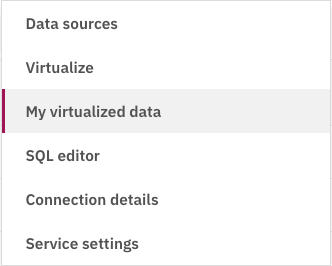 Data sources
Virtualize
My virtualized data
SQL editor
Connection details
Service settings